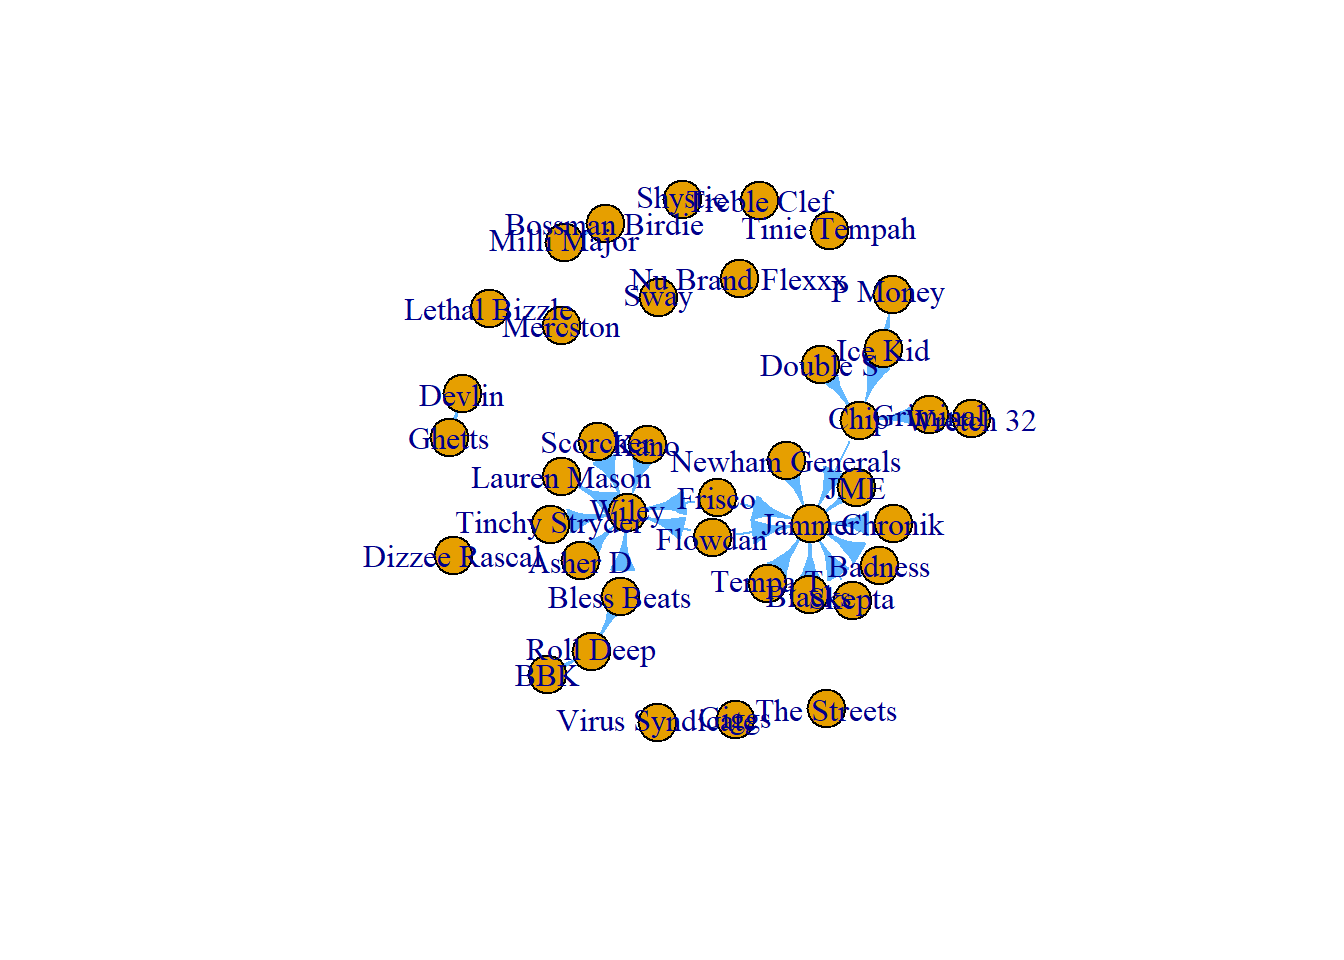 Shystie
Treble Clef
Bossman Birdie
Tinie Tempah
Milli Major
Nu Brand Flexxx
Sway
P Money
Lethal Bizzle
Mercston
Ice Kid
Double S
Devlin
Chip
Griminal
Wretch 32
Ghetts
Scorcher
Kano
Newham Generals
Lauren Mason
JME
Frisco
Wiley
Tinchy Stryder
Jammer
Chronik
Flowdan
Dizzee Rascal
Asher D
Badness
Tempa T
Bless Beats
Blacks
Skepta
Roll Deep
BBK
The Streets
Virus Syndicate
Giggs